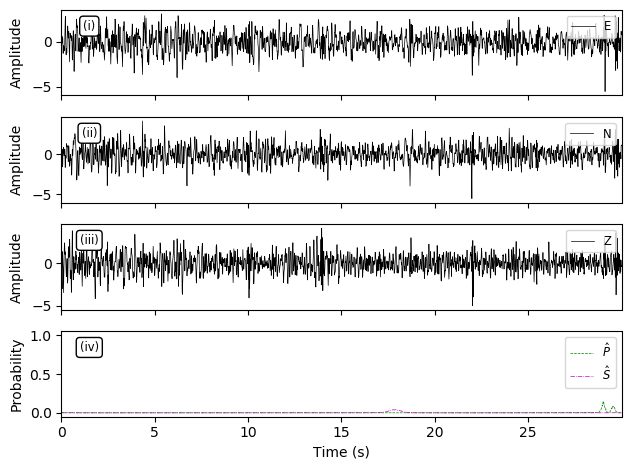 (i)
E
Amplitude
0
−5
(ii)
N
Amplitude
0
−5
(iii)
Z
Amplitude
0
−5
(iv)
P̂
Ŝ
Probability
1.0
0.5
0.0
0 5 10 15 20 25
Time (s)